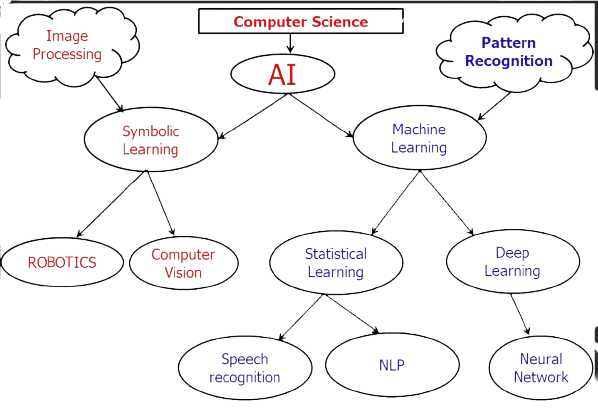 Computer Science
Image
Processing
Pattern
Recognition
AI
Symbolic
Learning
Machine
Learning
ROBOTICS
Computer
Vision
Statistical
Learning
Deep
Learning
Speech
recognition
NLP
Neural
Network